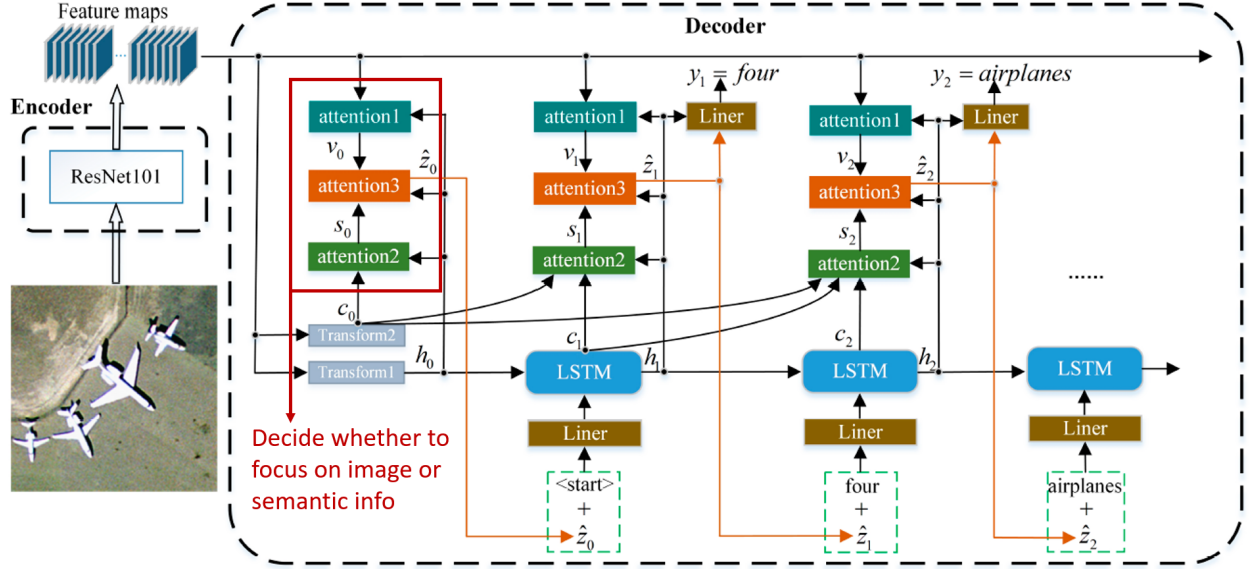 Feature maps
Encoder
ResNet101
Decoder
attention1
v₀
attention3
ẑ₀
s₀
attention2
c₀
Transform2
Transform1
h₀
Decide whether to
focus on image or
semantic info
attention1
v₁
attention3
ẑ₁
s₁
attention2
c₁
LSTM
h₁
Liner
<start>
+
ẑ₀
y₁ = four
Liner
attention1
v₂
attention3
ẑ₂
s₂
attention2
c₂
LSTM
h₂
Liner
four
+
ẑ₁
y₂ = airplanes
Liner
......
LSTM
Liner
airplanes
+
ẑ₂